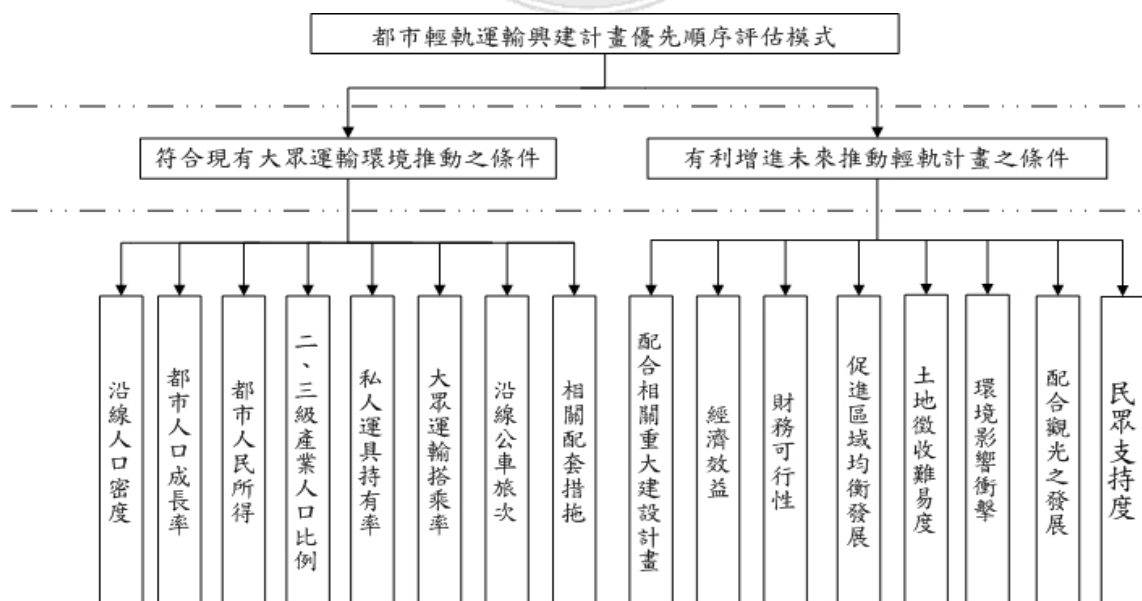 都市輕軌運輸興建計畫優先順序評估模式
符合現有大眾運輸環境推動之條件
有利增進未來推動輕軌計畫之條件
沿線人口密度
都市人口成長率
都市人民所得
二、三級產業人口比例
私人運具持有率
大眾運輸搭乘率
沿線公車旅次
相關配套措拖
配合相關重大建設計畫
經濟效益
財務可行性
促進區域均衡發展
土地徵收難易度
環境影響衝擊
配合觀光之發展
民眾支持度